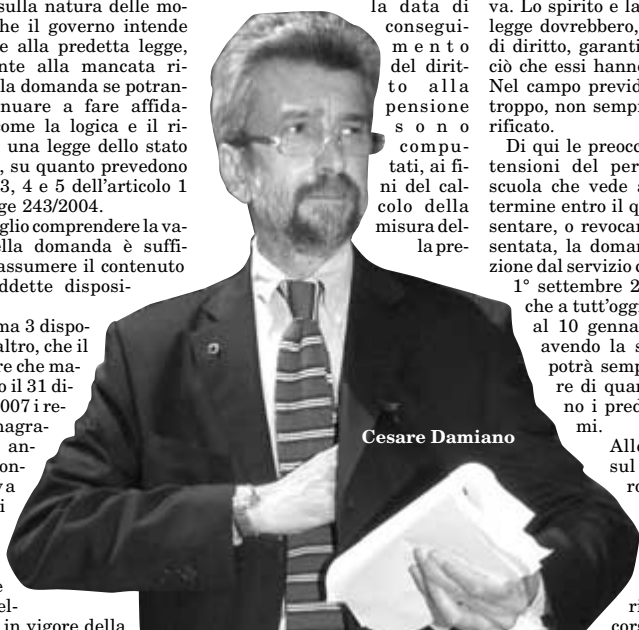 sulla natura delle mo-
che il governo intende
e alla predetta legge,
nte alla mancata ri-
la domanda se potran-
nuare a fare affida-
come la logica e il ri-
una legge dello stato
, su quanto prevedono
3, 4 e 5 dell'articolo 1
ge 243/2004.
glio comprendere la va-
ella domanda è suffi-
assumere il contenuto
ddette disposi-
ma 3 dispo-
altro, che il
re che ma-
o il 31 di-
2007 i re-
nagra-
an-
on-
va
i
e
el-
in vigore della
la data di
consegui-
mento
del dirit-
to alla
pensione
sono
compu-
tati, ai fi-
ni del cal-
colo della
misura del-
la pre-
va. Lo spirito e la
legge dovrebbero,
di diritto, garanti
ciò che essi hanno
Nel campo previd
troppo, non sempr
rificato.
Di qui le preocc
tensioni del per
scuola che vede a
termine entro il q
sentare, o revocar
sentata, la doman
zione dal servizio c
1° settembre 2
che a tutt'oggi
al 10 genna
avendo la s
potrà semp
re di quan
no i pred
mi.
Alle
sul
ro
ri
cors
Cesare Damiano